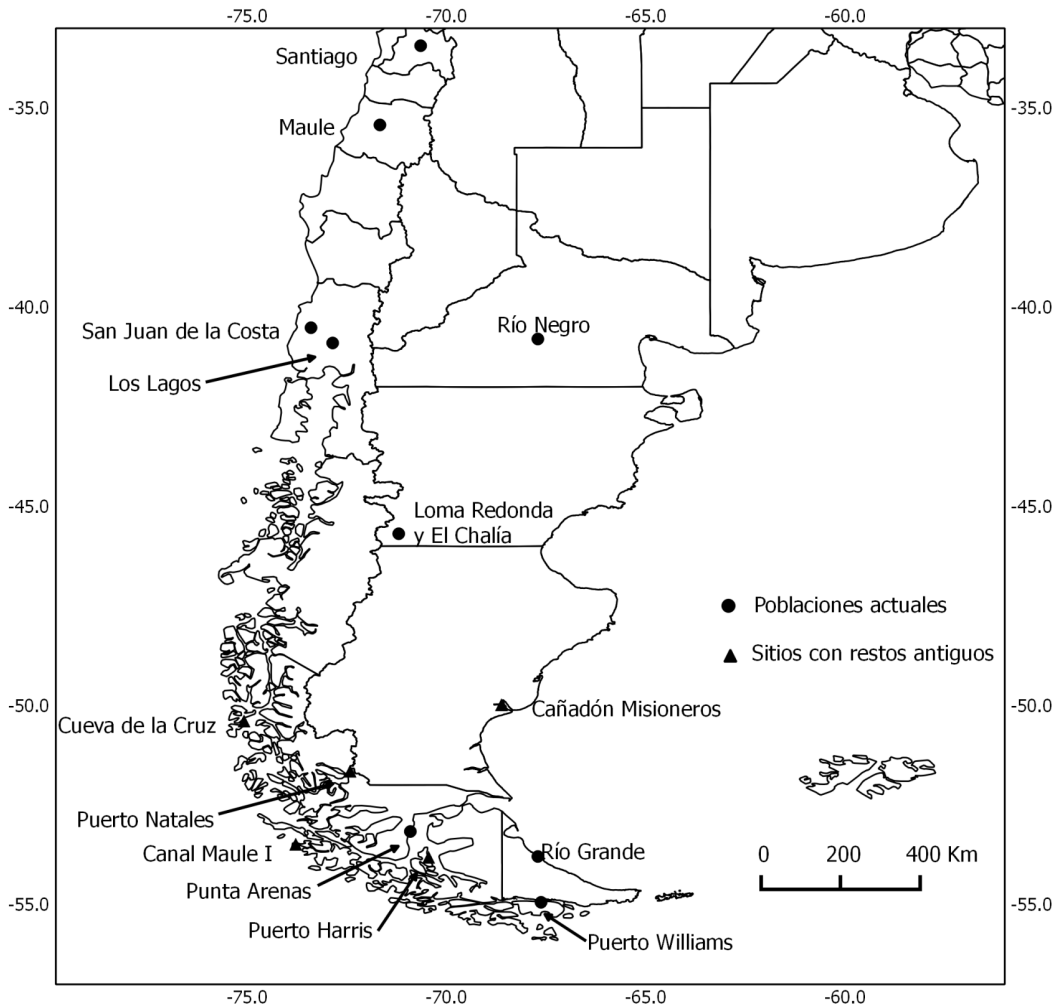 -75.0
-70.0
-65.0
-60.0
Santiago
-35.0
-35.0
Maule
-40.0
-40.0
San Juan de la Costa
Río Negro
Los Lagos
-45.0
-45.0
Loma Redonda
y El Chalía
Poblaciones actuales
Sitios con restos antiguos
-50.0
-50.0
Cañadón Misioneros
Cueva de la Cruz
Puerto Natales
Canal Maule I
Río Grande
0
200
400 Km
Punta Arenas
-55.0
-55.0
Puerto Harris
Puerto Williams
-75.0
-70.0
-65.0
-60.0